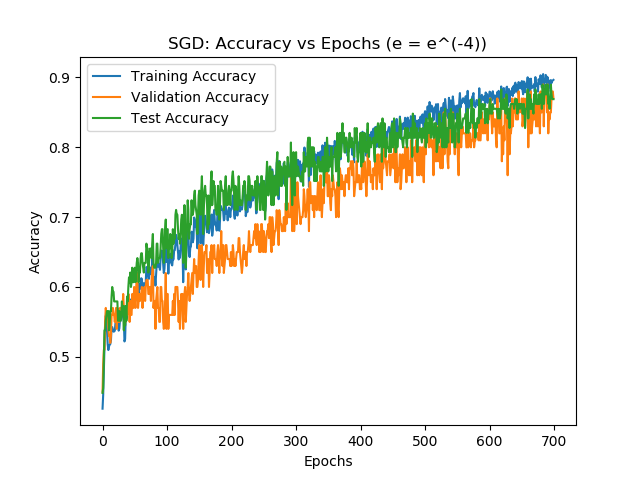 SGD: Accuracy vs Epochs (e = e^(-4))
Training Accuracy
Validation Accuracy
Test Accuracy
Accuracy
0.9
0.8
0.7
0.6
0.5
0 100 200 300 400 500 600 700
Epochs